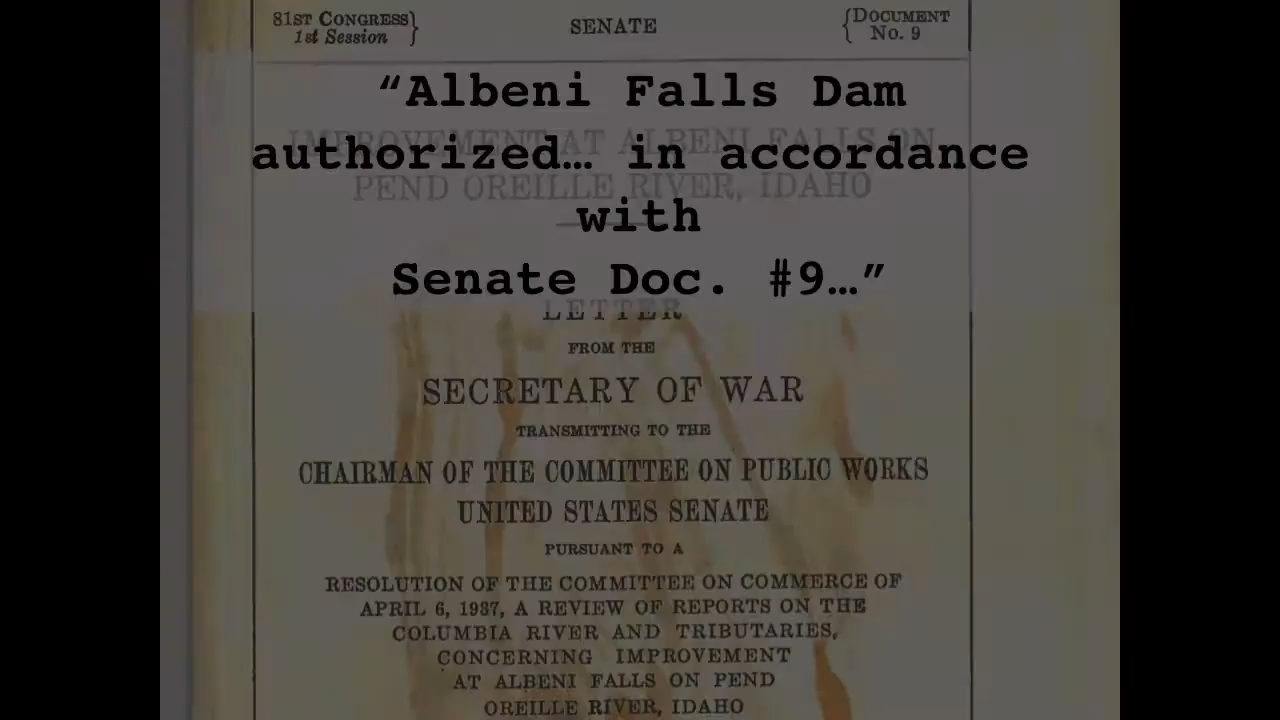 81ST CONGRESS
1st Session
SENATE
DOCUMENT
No. 9
“Albeni Falls Dam
authorized… in accordance
with
Senate Doc. #9…”
IMPROVEMENT AT ALBENI FALLS ON
PEND OREILLE RIVER, IDAHO
LETTER
FROM THE
SECRETARY OF WAR
TRANSMITTING TO THE
CHAIRMAN OF THE COMMITTEE ON PUBLIC WORKS
UNITED STATES SENATE
PURSUANT TO A
RESOLUTION OF THE COMMITTEE ON COMMERCE OF
APRIL 6, 1937, A REVIEW OF REPORTS ON THE
COLUMBIA RIVER AND TRIBUTARIES,
CONCERNING IMPROVEMENT
AT ALBENI FALLS ON PEND
OREILLE RIVER, IDAHO